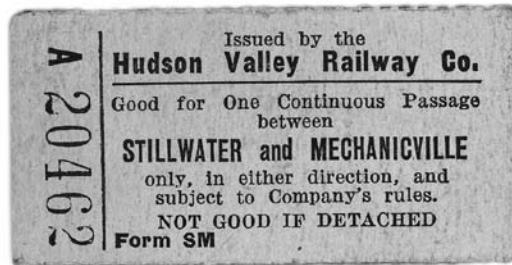 A 20462
Issued by the
Hudson Valley Railway Co.
Good for One Continuous Passage
between
STILLWATER and MECHANICVILLE
only, in either direction, and
subject to Company's rules.
NOT GOOD IF DETACHED
Form SM